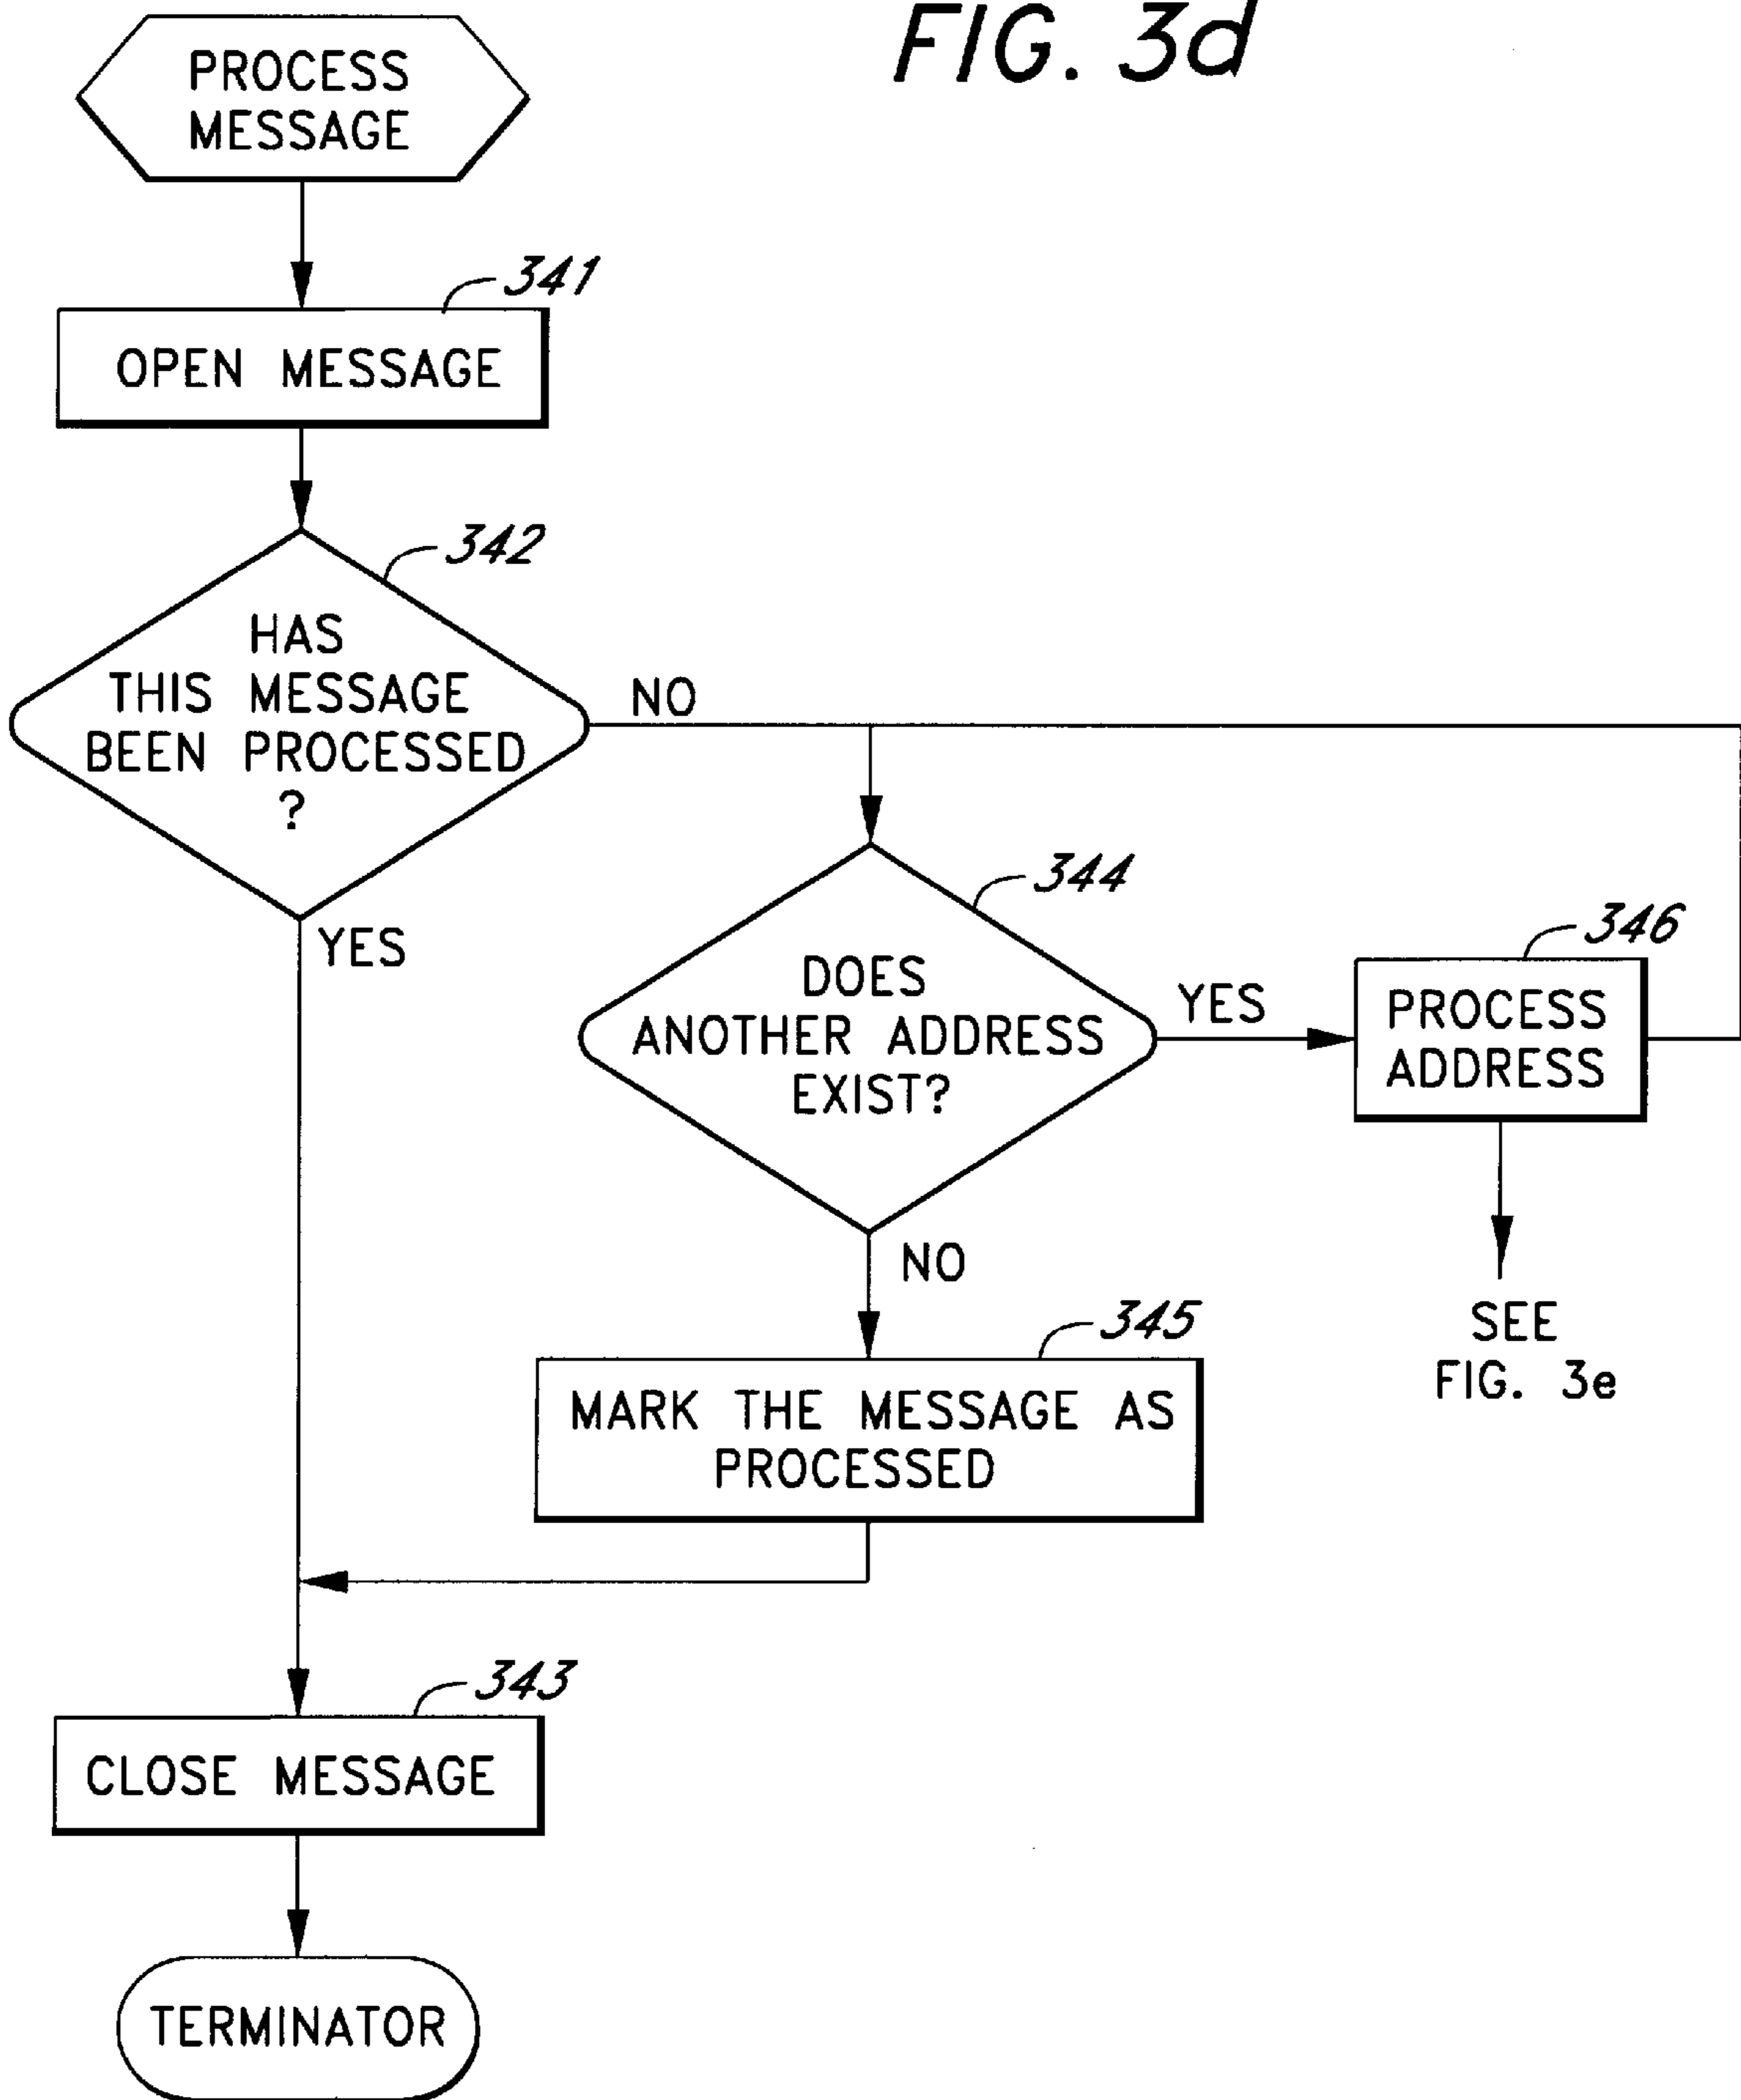 FIG. 3d
PROCESS
MESSAGE
341
OPEN MESSAGE
342
HAS
THIS MESSAGE
BEEN PROCESSED
?
NO
YES
344
DOES
ANOTHER ADDRESS
EXIST?
YES
346
PROCESS
ADDRESS
NO
SEE
FIG. 3e
345
MARK THE MESSAGE AS
PROCESSED
343
CLOSE MESSAGE
TERMINATOR